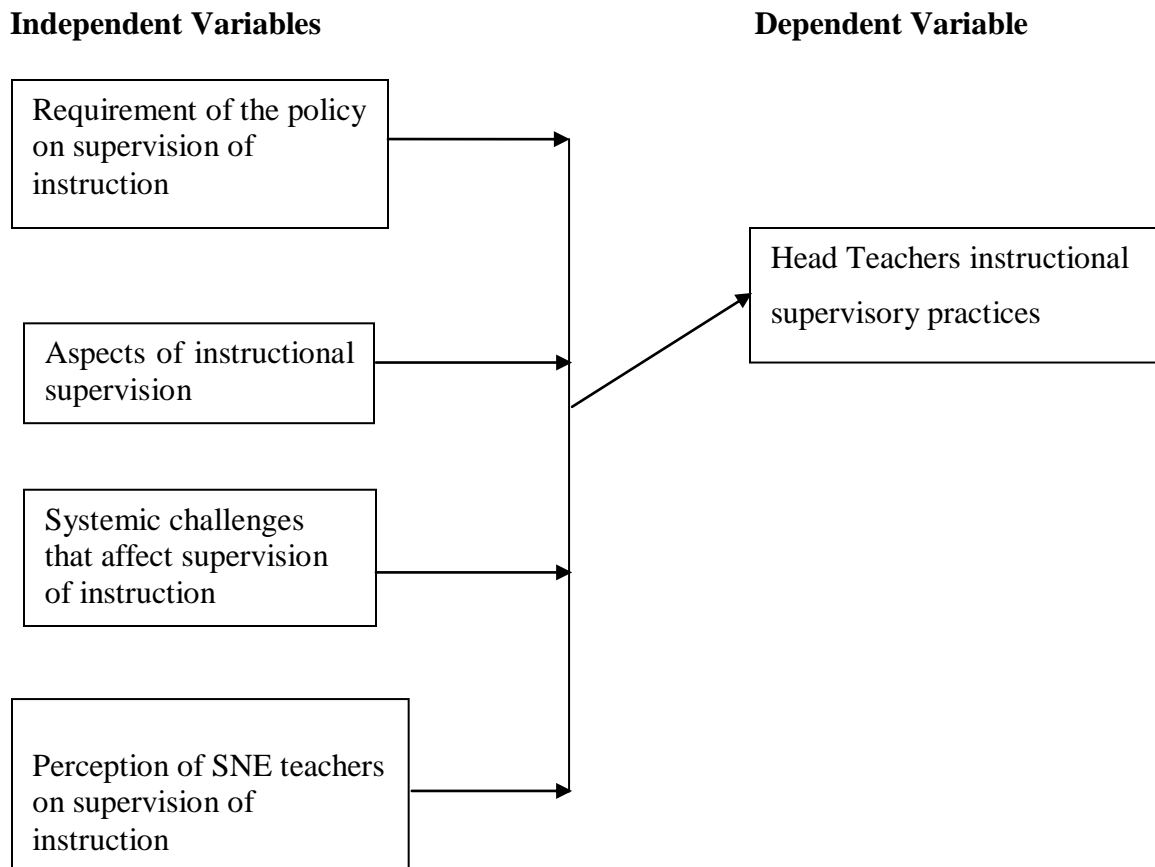 Independent Variables
Dependent Variable
Requirement of the policy
on supervision of
instruction
Head Teachers instructional
supervisory practices
Aspects of instructional
supervision
Systemic challenges
that affect supervision
of instruction
Perception of SNE teachers
on supervision of
instruction